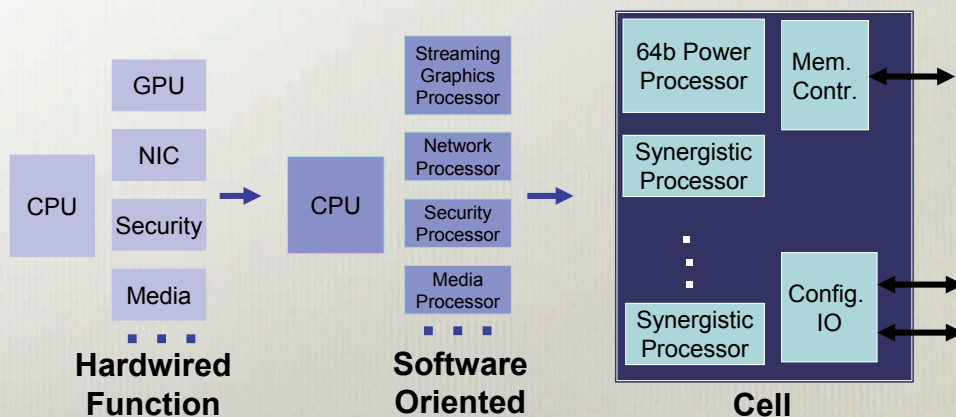 CPU
GPU
NIC
Security
Media
Hardwired
Function
CPU
Streaming
Graphics
Processor
Network
Processor
Security
Processor
Media
Processor
Software
Oriented
64b Power
Processor
Mem.
Contr.
Synergistic
Processor
Synergistic
Processor
Config.
IO
Cell